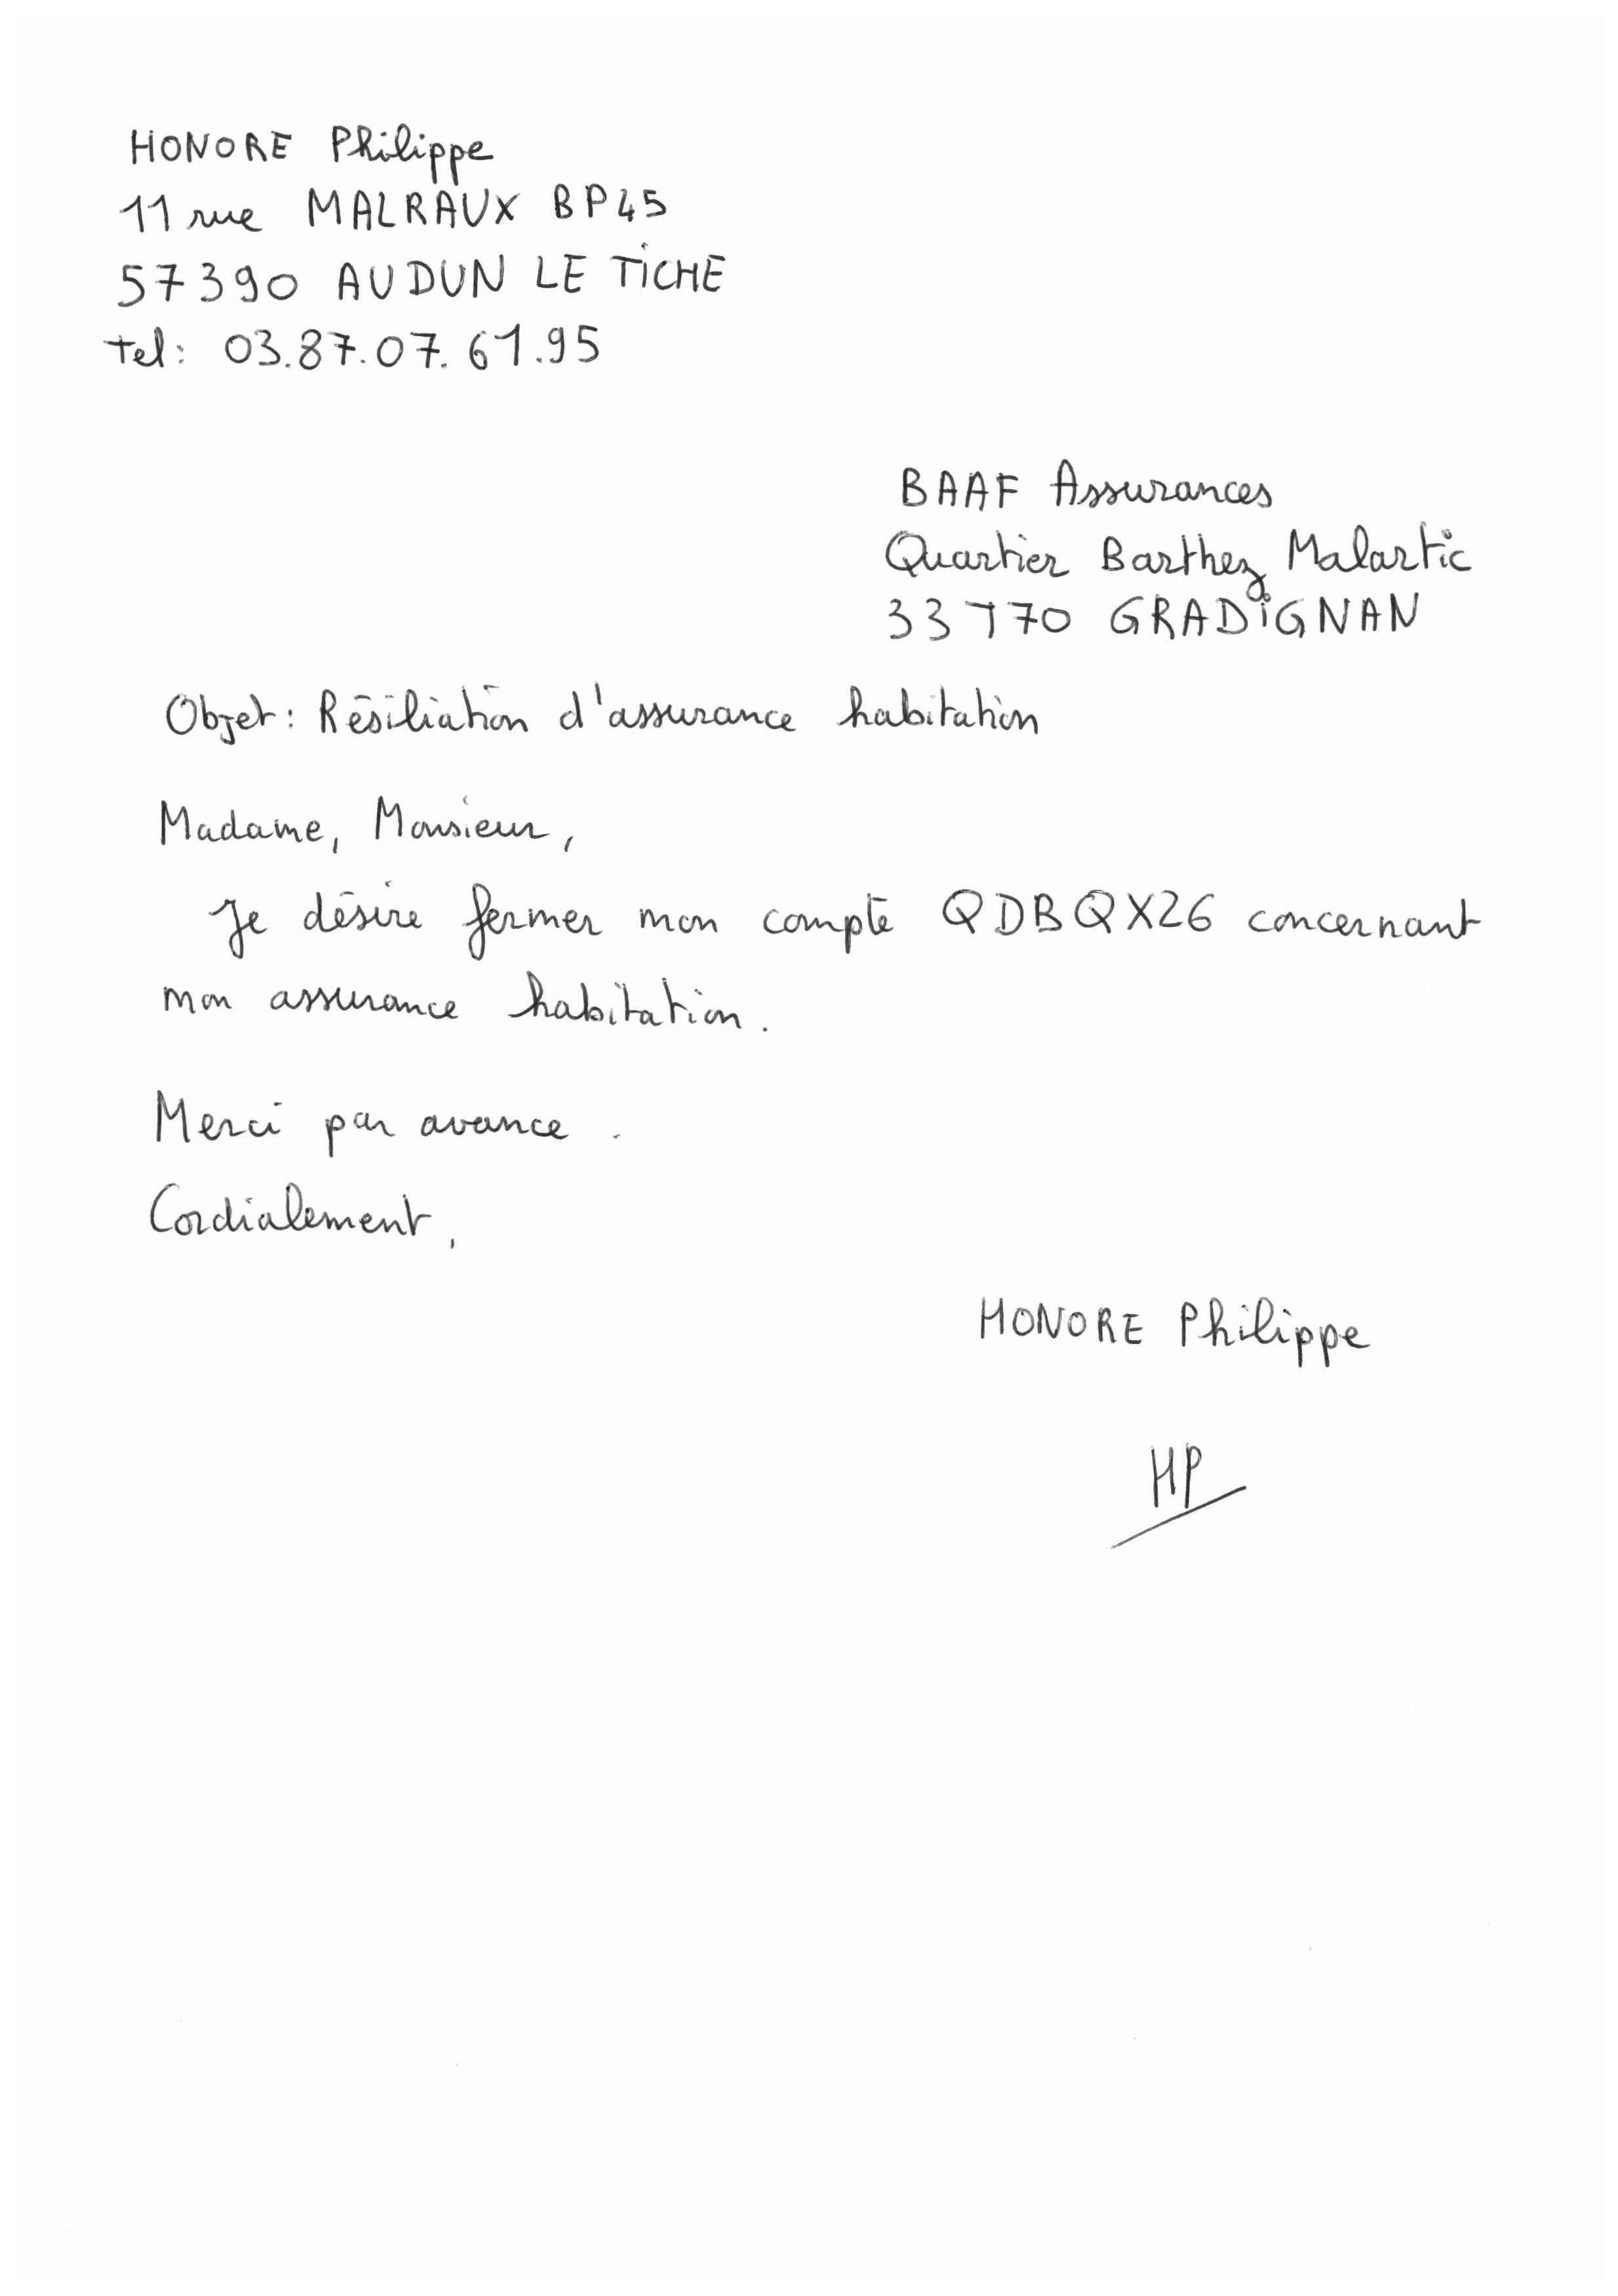 HONORE Philippe
11 rue MALRAUX BP45
57390 AUDUN LE TICHE
tel: 03.87.07.61.95
BAAF Assurances
Quartier Barthez Malartic
33170 GRADIGNAN
Objet: Résiliation d'assurance habitation
Madame, Monsieur,
Je désire fermer mon compte QDBQX26 concernant
mon assurance habitation.
Merci par avance.
Cordialement,
HONORE Philippe
HP